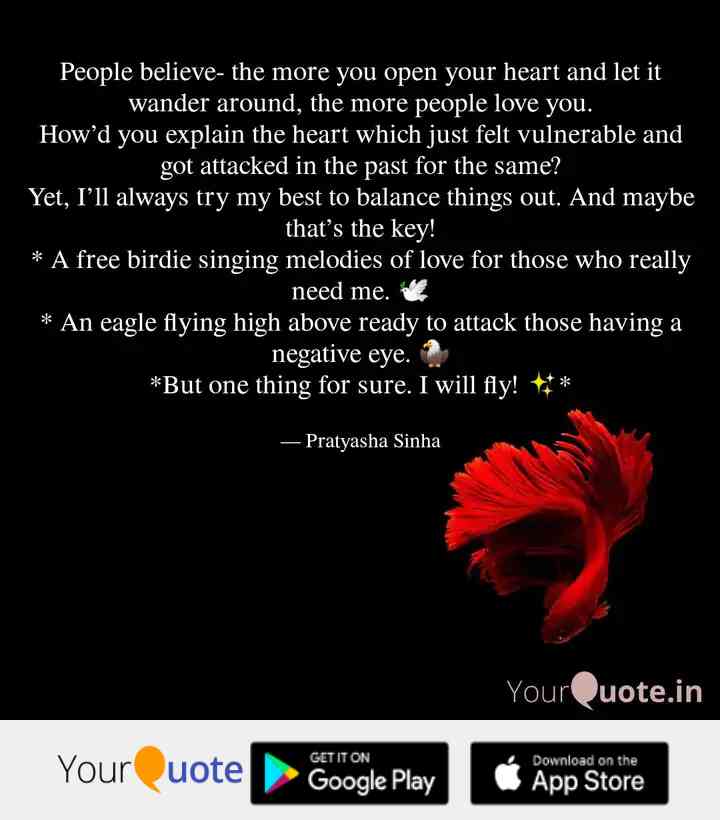 People believe- the more you open your heart and let it
wander around, the more people love you.
How’d you explain the heart which just felt vulnerable and
got attacked in the past for the same?
Yet, I’ll always try my best to balance things out. And maybe
that’s the key!
* A free birdie singing melodies of love for those who really
need me. 🕊️
* An eagle flying high above ready to attack those having a
negative eye. 🦅
*But one thing for sure. I will fly! ✨*
— Pratyasha Sinha
YourQuote.in
YourQuote
GET IT ON
Google Play
Download on the
App Store